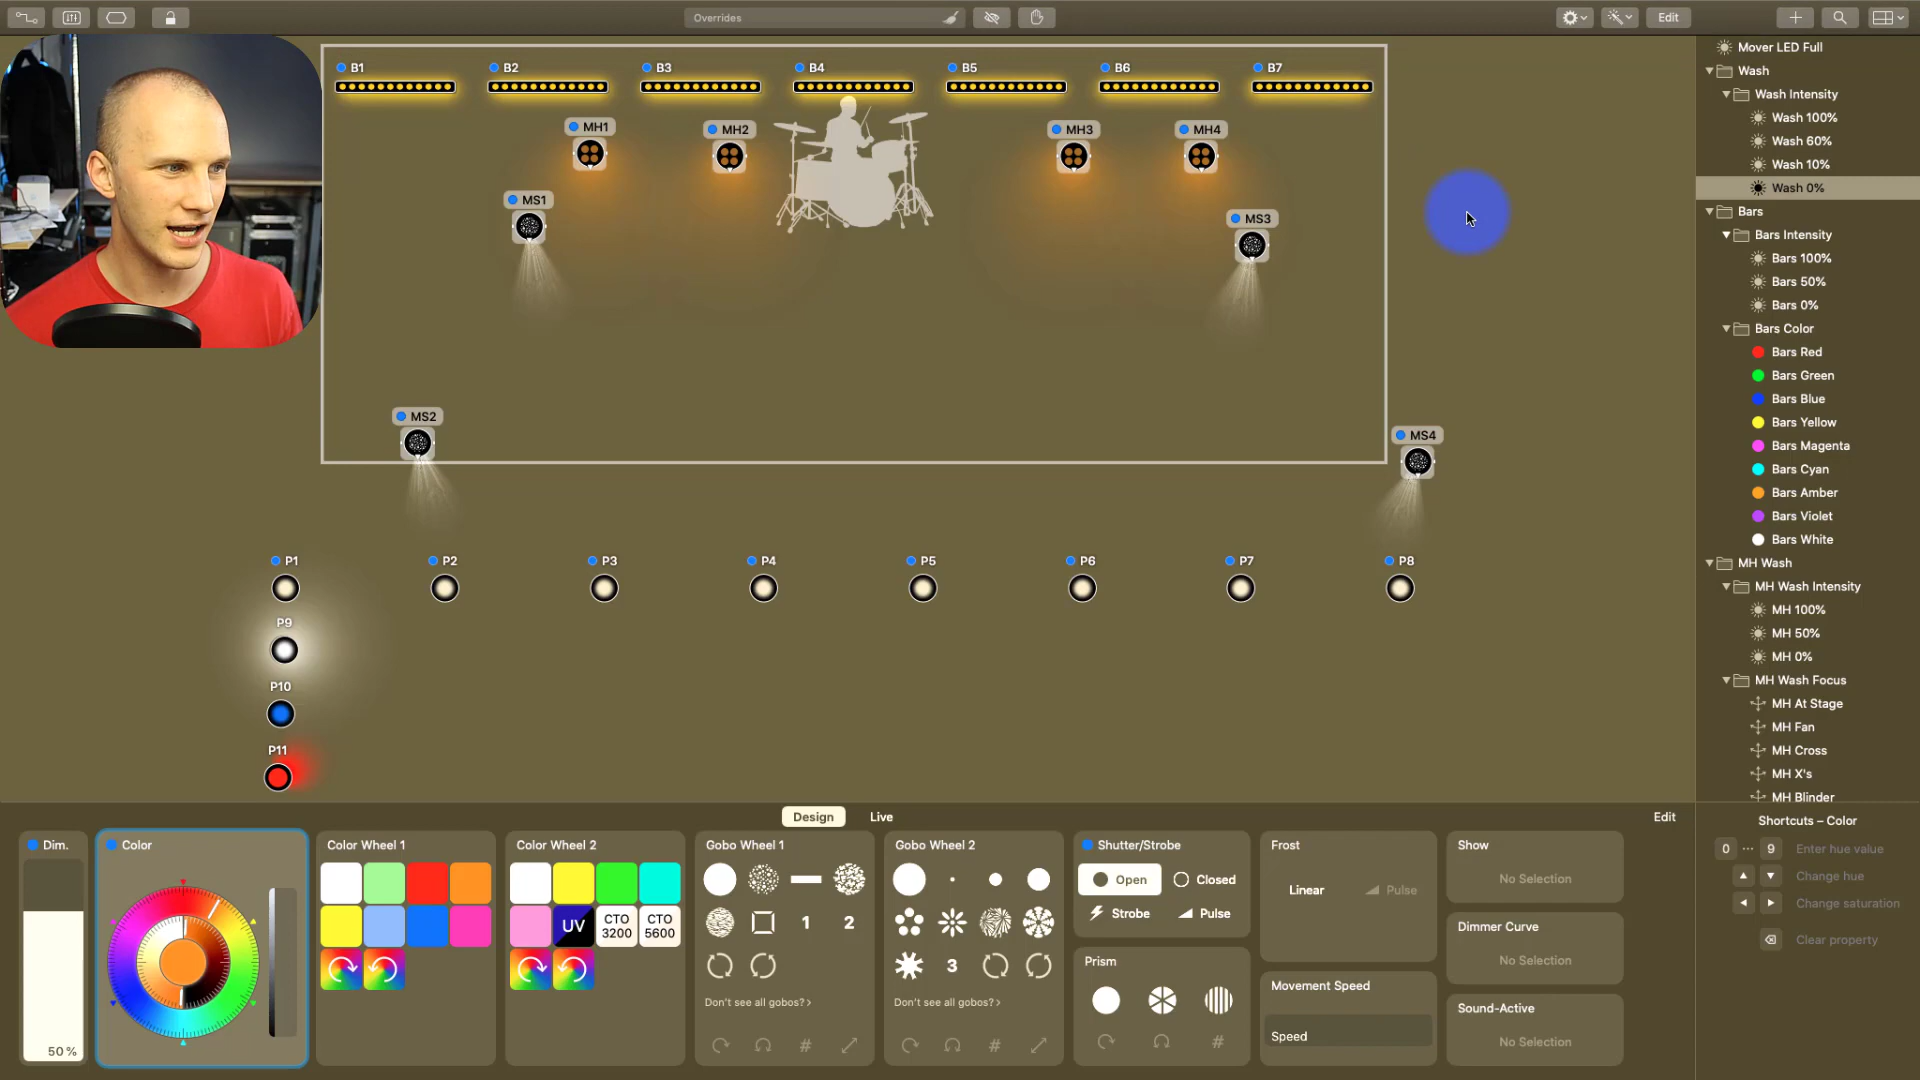 Overrides
Edit
B1
B2
B3
B4
B5
B6
B7
MH1
MH2
MH3
MH4
MS1
MS3
MS2
MS4
P1
P2
P3
P4
P5
P6
P7
P8
P9
P10
P11
Mover LED Full
Wash
Wash Intensity
Wash 100%
Wash 60%
Wash 10%
Wash 0%
Bars
Bars Intensity
Bars 100%
Bars 50%
Bars 0%
Bars Color
Bars Red
Bars Green
Bars Blue
Bars Yellow
Bars Magenta
Bars Cyan
Bars Amber
Bars Violet
Bars White
MH Wash
MH Wash Intensity
MH 100%
MH 50%
MH 0%
MH Wash Focus
MH At Stage
MH Fan
MH Cross
MH X's
MH Blinder
Design
Live
Edit
Dim.
50 %
Color
Color Wheel 1
Color Wheel 2
UV
CTO 3200
CTO 5600
Gobo Wheel 1
1
2
Don't see all gobos? >
#
Gobo Wheel 2
3
Don't see all gobos? >
#
Shutter/Strobe
Open
Closed
Strobe
Pulse
Prism
#
Frost
Linear
Pulse
Movement Speed
Speed
Show
No Selection
Dimmer Curve
No Selection
Sound-Active
No Selection
Shortcuts – Color
0 ··· 9 Enter hue value
Change hue
Change saturation
Clear property